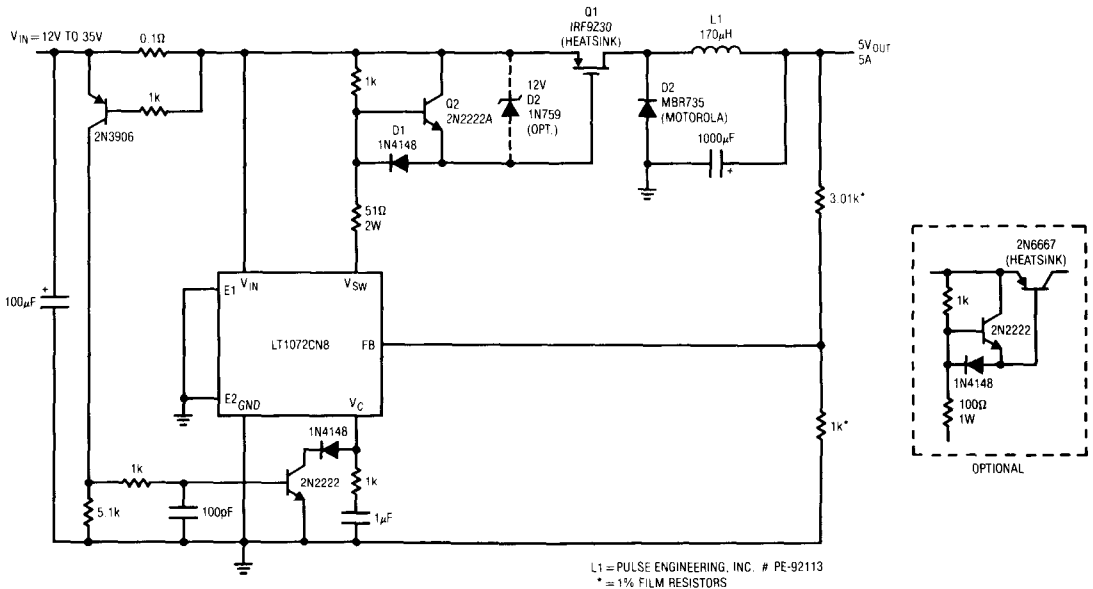 V_IN = 12V TO 35V
0.1Ω
1k
2N3906
1k
Q2
2N2222A
D1
1N4148
12V
D2
1N759
(OPT.)
Q1
IRF9Z30
(HEATSINK)
L1
170µH
5V_OUT
5A
D2
MBR735
(MOTOROLA)
1000µF
+
51Ω
2W
3.01k*
+
100µF
V_IN
V_SW
E1
LT1072CN8
FB
E2
GND
V_C
1N4148
1k
2N2222
1k
5.1k
100pF
1µF
1k*
2N6667
(HEATSINK)
1k
2N2222
1N4148
100Ω
1W
OPTIONAL
L1 = PULSE ENGINEERING, INC. # PE-92113
* = 1% FILM RESISTORS